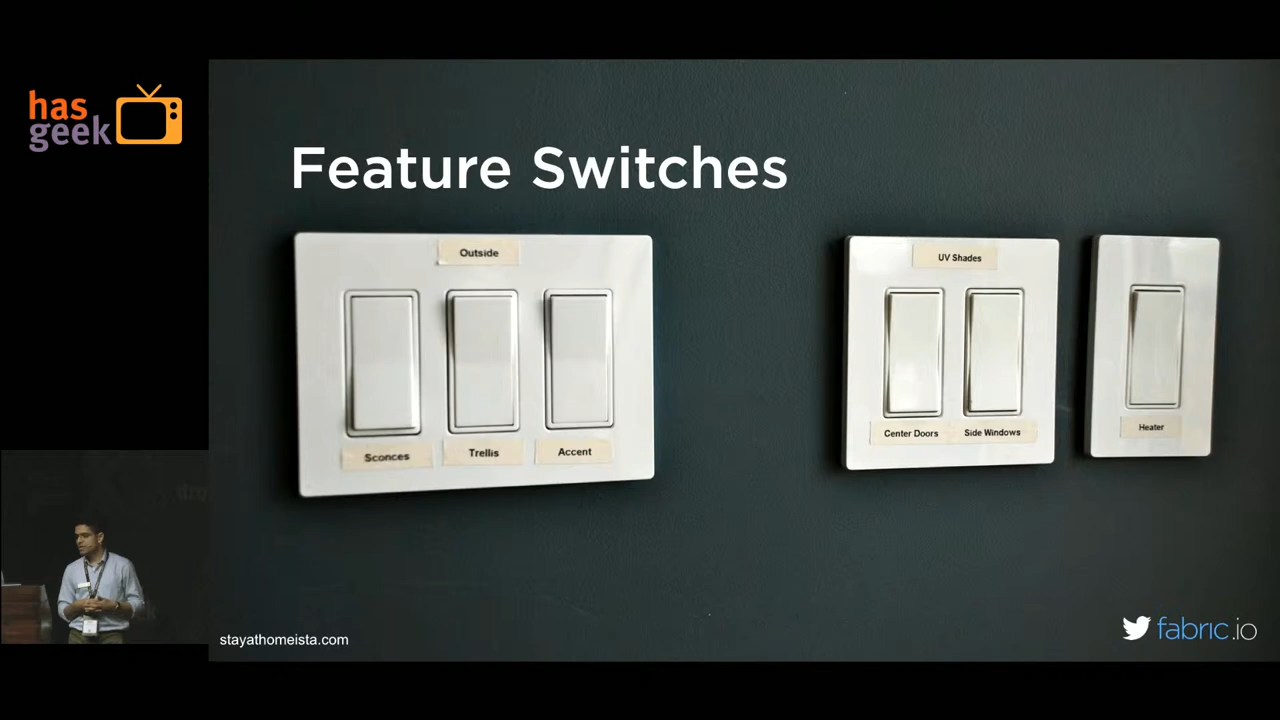 has
geek
Feature Switches
Outside
Sconces
Trellis
Accent
UV Shades
Center Doors
Side Windows
Heater
stayathomeista.com
fabric.io